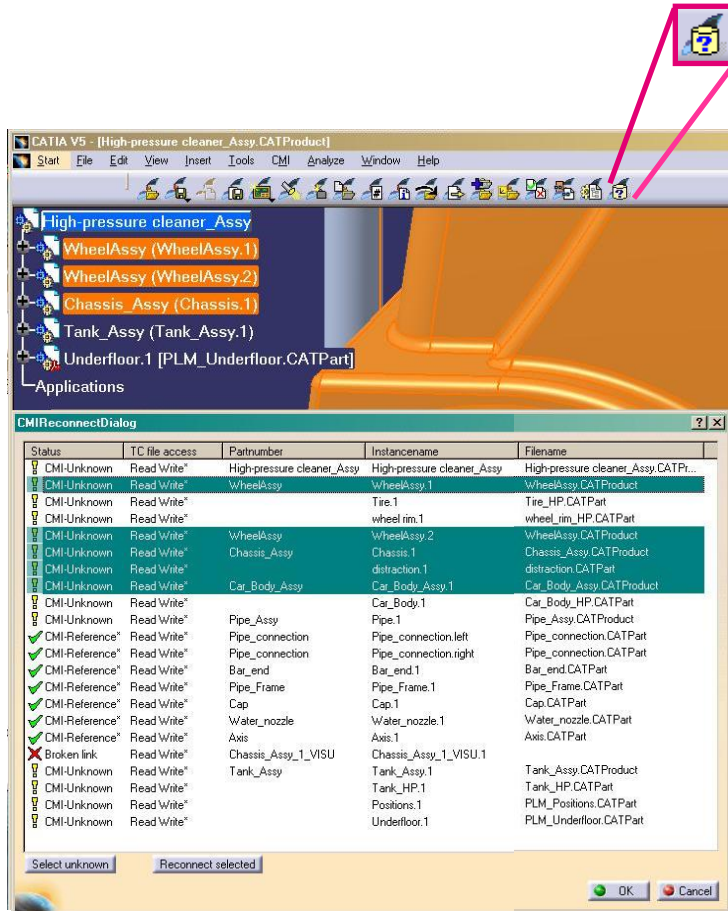 ?
CATIA V5 - [High-pressure cleaner_Assy.CATProduct]
Start File Edit View Insert Tools CMI Analyze Window Help
High-pressure cleaner_Assy
WheelAssy (WheelAssy.1)
WheelAssy (WheelAssy.2)
Chassis_Assy (Chassis.1)
Tank_Assy (Tank_Assy.1)
Underfloor.1 [PLM_Underfloor.CATPart]
Applications
CMIReconnectDialog ? X
Status TC file access Partnumber Instancename Filename
CMI-Unknown Read Write* High-pressure cleaner_Assy High-pressure cleaner_Assy High-pressure cleaner_Assy.CATPr...
CMI-Unknown Read Write* WheelAssy WheelAssy.1 WheelAssy.CATProduct
CMI-Unknown Read Write* Tire.1 Tire_HP.CATPart
CMI-Unknown Read Write* wheel rim.1 wheel_rim_HP.CATPart
CMI-Unknown Read Write* WheelAssy WheelAssy.2 WheelAssy.CATProduct
CMI-Unknown Read Write* Chassis_Assy Chassis.1 Chassis_Assy.CATProduct
CMI-Unknown Read Write* distraction.1 distraction.CATPart
CMI-Unknown Read Write* Car_Body_Assy Car_Body_Assy.1 Car_Body_Assy.CATProduct
CMI-Unknown Read Write* Car_Body.1 Car_Body_HP.CATPart
CMI-Unknown Read Write* Pipe_Assy Pipe.1 Pipe_Assy.CATProduct
CMI-Reference* Read Write* Pipe_connection Pipe_connection.left Pipe_connection.CATPart
CMI-Reference* Read Write* Pipe_connection Pipe_connection.right Pipe_connection.CATPart
CMI-Reference* Read Write* Bar_end Bar_end.1 Bar_end.CATPart
CMI-Reference* Read Write* Pipe_Frame Pipe_Frame.1 Pipe_Frame.CATPart
CMI-Reference* Read Write* Cap Cap.1 Cap.CATPart
CMI-Reference* Read Write* Water_nozzle Water_nozzle.1 Water_nozzle.CATPart
CMI-Reference* Read Write* Axis Axis.1 Axis.CATPart
Broken link Read Write* Chassis_Assy_1_VISU Chassis_Assy_1_VISU.1
CMI-Unknown Read Write* Tank_Assy Tank_Assy.1 Tank_Assy.CATProduct
CMI-Unknown Read Write* Tank_HP.1 Tank_HP.CATPart
CMI-Unknown Read Write* Positions.1 PLM_Positions.CATPart
CMI-Unknown Read Write* Underfloor.1 PLM_Underfloor.CATPart
Select unknown Reconnect selected
OK Cancel